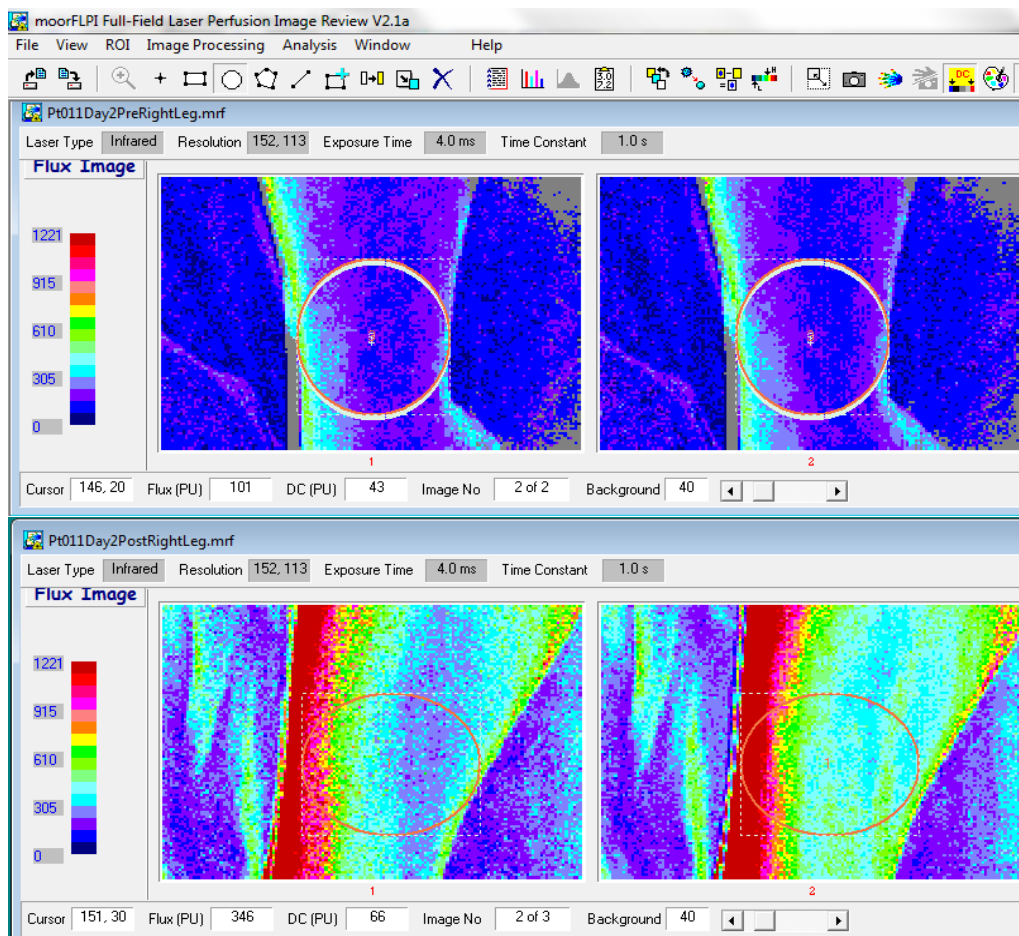 moorFLPI Full-Field Laser Perfusion Image Review V2.1a
File View ROI Image Processing Analysis Window Help
DC
Pt011Day2PreRightLeg.mrf
Laser Type Infrared Resolution 152, 113 Exposure Time 4.0 ms Time Constant 1.0 s
Flux Image
1221
915
610
305
0
1 2
Cursor 146, 20 Flux (PU) 101 DC (PU) 43 Image No 2 of 2 Background 40
Pt011Day2PostRightLeg.mrf
Laser Type Infrared Resolution 152, 113 Exposure Time 4.0 ms Time Constant 1.0 s
Flux Image
1221
915
610
305
0
1
1 2
Cursor 151, 30 Flux (PU) 346 DC (PU) 66 Image No 2 of 3 Background 40